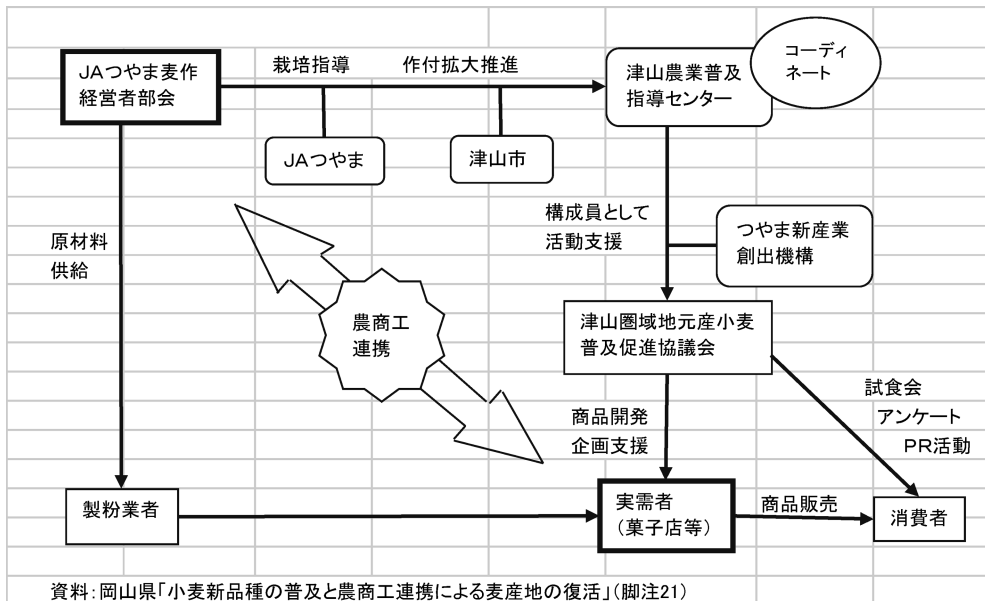 JAつやま麦作
経営者部会
栽培指導
作付拡大推進
津山農業普及
指導センター
コーディ
ネート
JAつやま
津山市
原材料
供給
構成員として
活動支援
つやま新産業
創出機構
農商工
連携
津山圏域地元産小麦
普及促進協議会
商品開発
企画支援
試食会
アンケート
PR活動
製粉業者
実需者
（菓子店等）
商品販売
消費者
資料：岡山県「小麦新品種の普及と農商工連携による麦産地の復活」（脚注21）